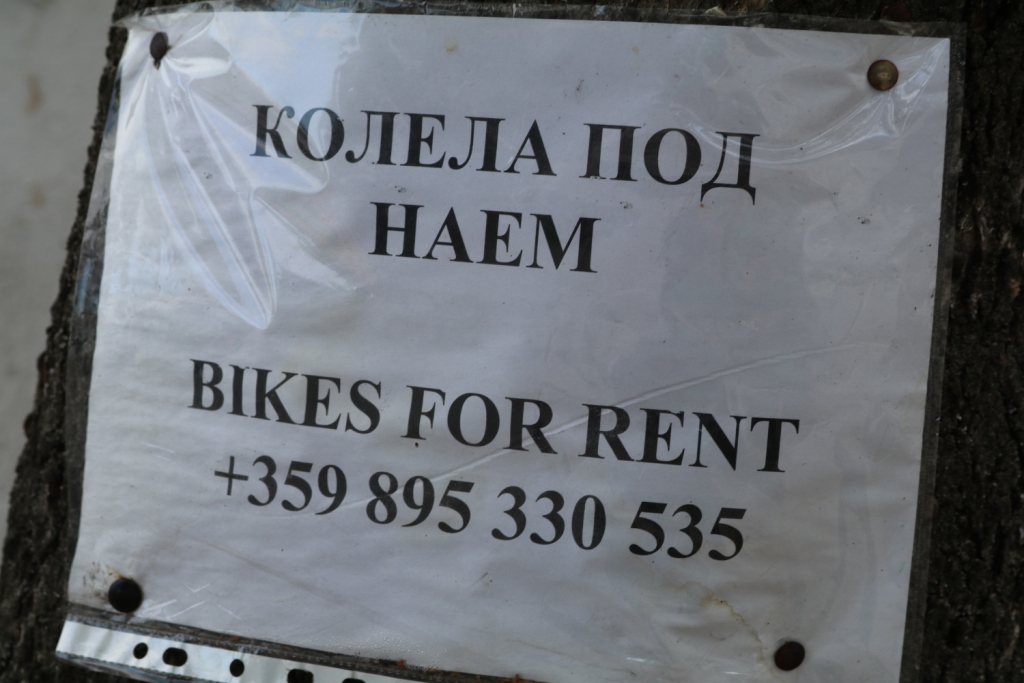 КОЛЕЛА ПОД
НАЕМ
BIKES FOR RENT
+359 895 330 535